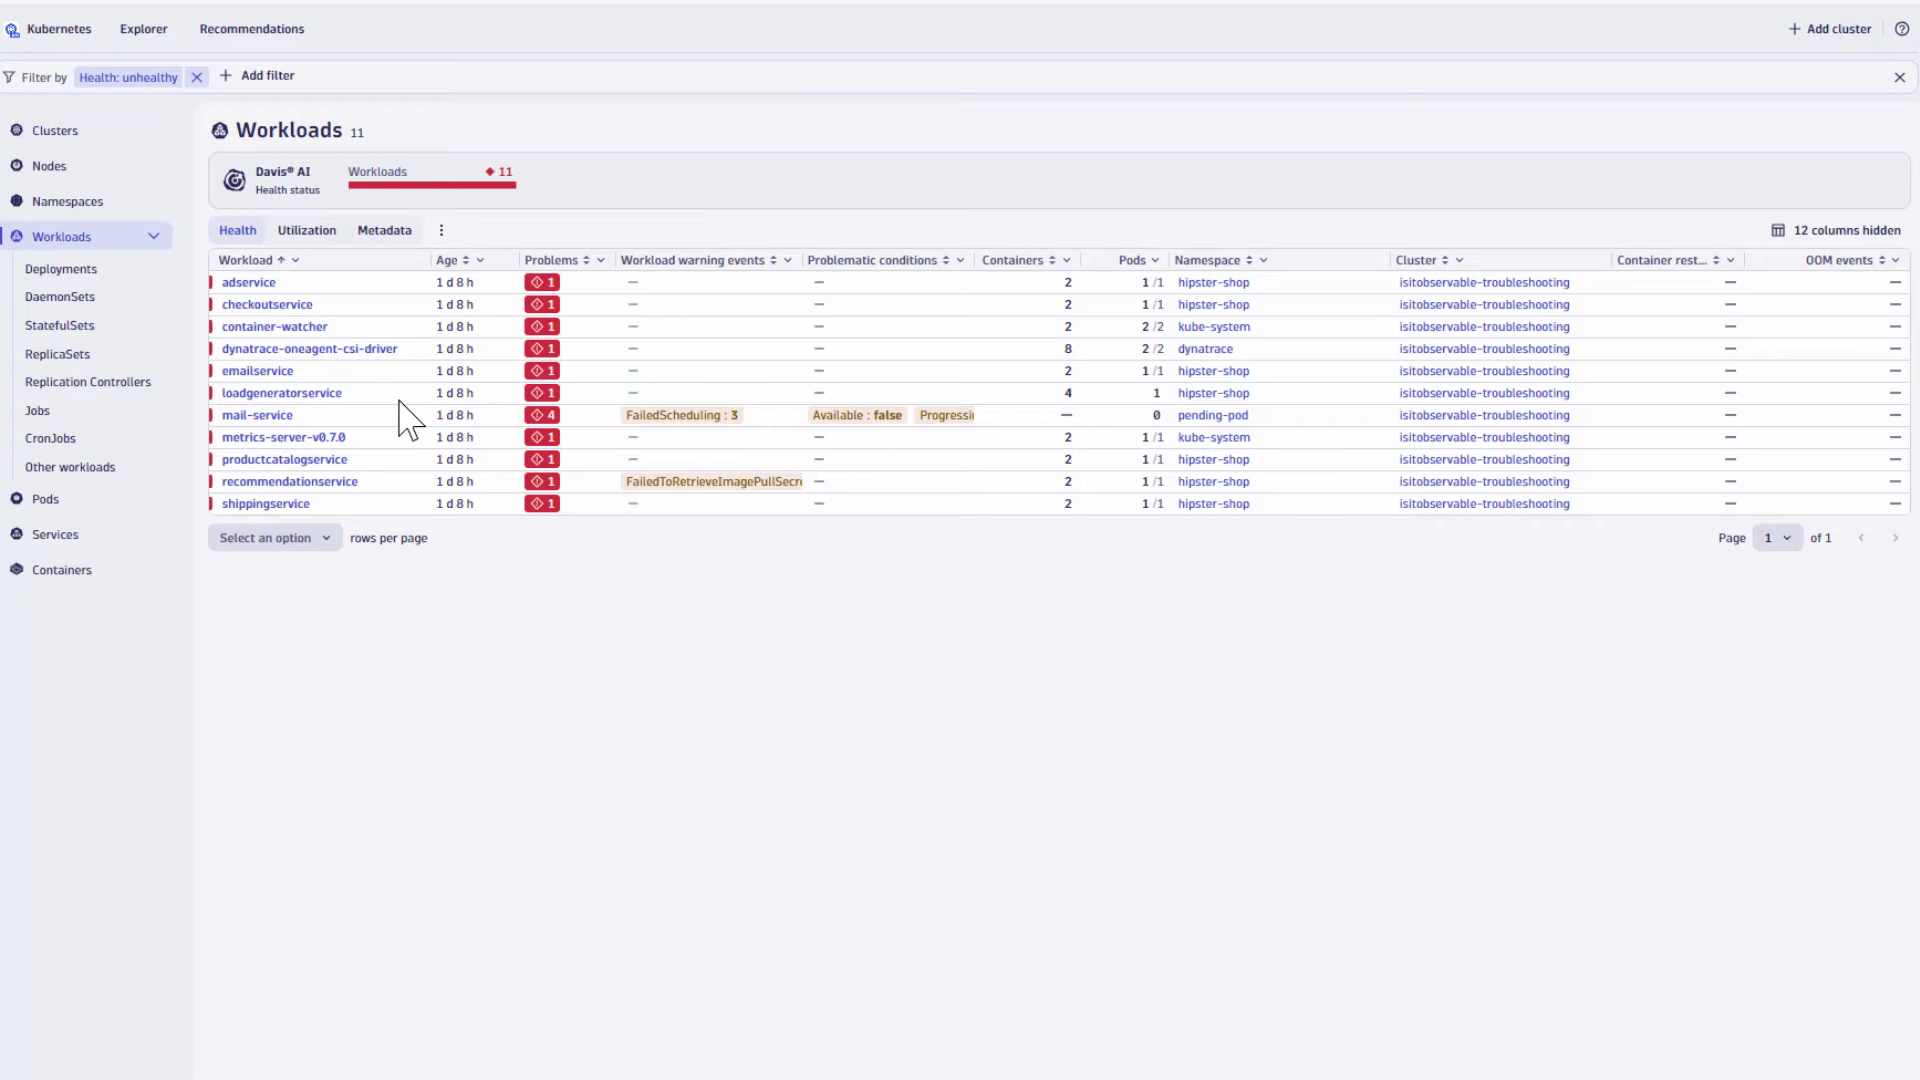 Kubernetes Explorer Recommendations Add cluster
Filter by Health: unhealthy Add filter
Clusters
Nodes
Namespaces
Workloads
Deployments
DaemonSets
StatefulSets
ReplicaSets
Replication Controllers
Jobs
CronJobs
Other workloads
Pods
Services
Containers
Workloads 11
Davis® AI
Health status
Workloads 11
Health Utilization Metadata 12 columns hidden
Workload Age Problems Workload warning events Problematic conditions Containers Pods Namespace Cluster Container rest... OOM events
adservice 1 d 8 h 1 — — 2 1 /1 hipster-shop isitobservable-troubleshooting — —
checkoutservice 1 d 8 h 1 — — 2 1 /1 hipster-shop isitobservable-troubleshooting — —
container-watcher 1 d 8 h 1 — — 2 2 /2 kube-system isitobservable-troubleshooting — —
dynatrace-oneagent-csi-driver 1 d 8 h 1 — — 8 2 /2 dynatrace isitobservable-troubleshooting — —
emailservice 1 d 8 h 1 — — 2 1 /1 hipster-shop isitobservable-troubleshooting — —
loadgeneratorservice 1 d 8 h 1 — — 4 1 hipster-shop isitobservable-troubleshooting — —
mail-service 1 d 8 h 4 FailedScheduling : 3 Available : false Progressi — 0 pending-pod isitobservable-troubleshooting — —
metrics-server-v0.7.0 1 d 8 h 1 — — 2 1 /1 kube-system isitobservable-troubleshooting — —
productcatalogservice 1 d 8 h 1 — — 2 1 /1 hipster-shop isitobservable-troubleshooting — —
recommendationservice 1 d 8 h 1 FailedToRetrieveImagePullSecre — 2 1 /1 hipster-shop isitobservable-troubleshooting — —
shippingservice 1 d 8 h 1 — — 2 1 /1 hipster-shop isitobservable-troubleshooting — —
Select an option rows per page Page 1 of 1